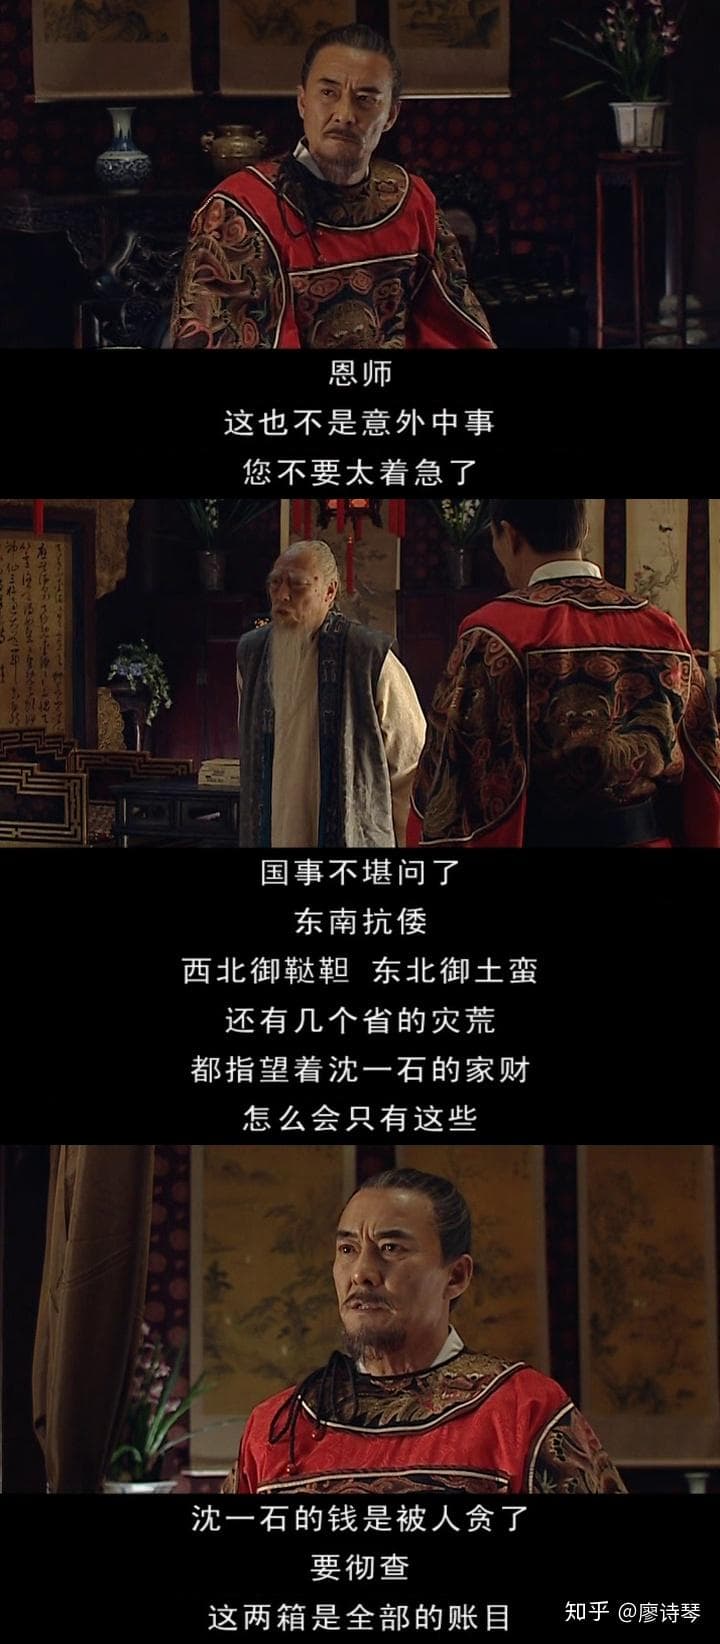 恩师
这也不是意外中事
您不要太着急了
国事不堪问了
东南抗倭
西北御鞑靼 东北御土蛮
还有几个省的灾荒
都指望着沈一石的家财
怎么会只有这些
沈一石的钱是被人贪了
要彻查
这两箱是全部的账目
知乎 @廖诗琴